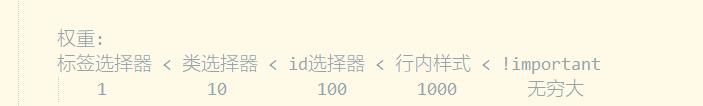 权重:
标签选择器 < 类选择器 < id选择器 < 行内样式 < !important
1 10 100 1000 无穷大